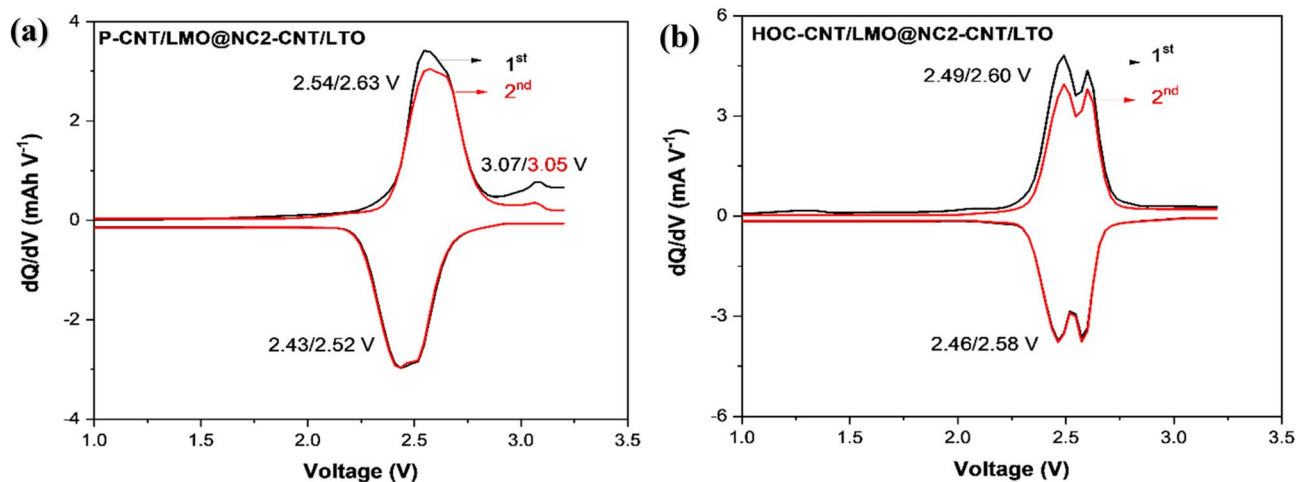 (a)
P-CNT/LMO@NC2-CNT/LTO
1st
2.54/2.63 V
2nd
3.07/3.05 V
2.43/2.52 V
dQ/dV (mAh V-1)
4
2
0
-2
-4
1.0 1.5 2.0 2.5 3.0 3.5
Voltage (V)
(b)
HOC-CNT/LMO@NC2-CNT/LTO
2.49/2.60 V
1st
2nd
2.46/2.58 V
dQ/dV (mA V-1)
6
3
0
-3
-6
1.0 1.5 2.0 2.5 3.0 3.5
Voltage (V)